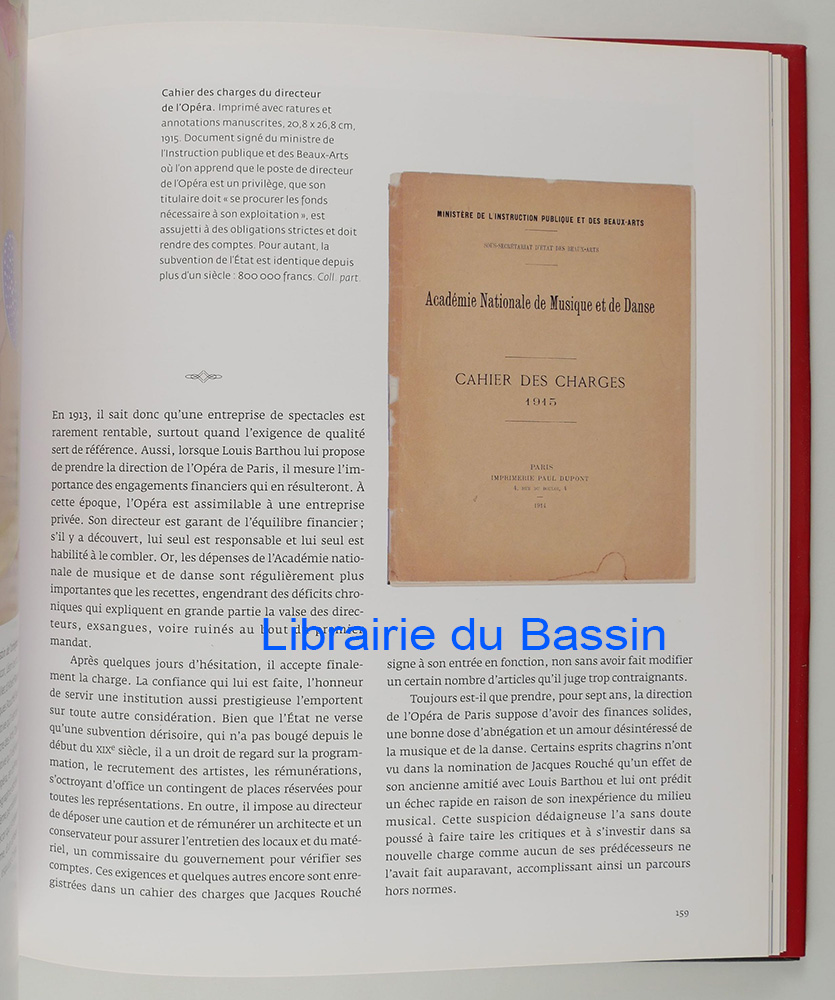 Cahier des charges du directeur
de l'Opéra. Imprimé avec ratures et
annotations manuscrites, 20,8 x 26,8 cm,
1915. Document signé du ministre de
l'Instruction publique et des Beaux-Arts
où l'on apprend que le poste de directeur
de l'Opéra est un privilège, que son
titulaire doit « se procurer les fonds
nécessaire à son exploitation », est
assujetti à des obligations strictes et doit
rendre des comptes. Pour autant, la
subvention de l'État est identique depuis
plus d'un siècle : 800 000 francs. Coll. part.
MINISTÈRE DE L'INSTRUCTION PUBLIQUE ET DES BEAUX-ARTS
SOUS-SECRÉTARIAT D'ÉTAT DES BEAUX-ARTS
Académie Nationale de Musique et de Danse
CAHIER DES CHARGES
1915
PARIS
IMPRIMERIE PAUL DUPONT
4, RUE DU BOULOI, 4
1914
En 1913, il sait donc qu'une entreprise de spectacles est
rarement rentable, surtout quand l'exigence de qualité
sert de référence. Aussi, lorsque Louis Barthou lui propose
de prendre la direction de l'Opéra de Paris, il mesure l'im-
portance des engagements financiers qui en résulteront. À
cette époque, l'Opéra est assimilable à une entreprise
privée. Son directeur est garant de l'équilibre financier ;
s'il y a découvert, lui seul est responsable et lui seul est
habilité à le combler. Or, les dépenses de l'Académie natio-
nale de musique et de danse sont régulièrement plus
importantes que les recettes, engendrant des déficits chro-
niques qui expliquent en grande partie la valse des direc-
teurs, exsangues, voire ruinés au bout du premier
mandat.
Après quelques jours d'hésitation, il accepte finale-
ment la charge. La confiance qui lui est faite, l'honneur
de servir une institution aussi prestigieuse l'emportent
sur toute autre considération. Bien que l'État ne verse
qu'une subvention dérisoire, qui n'a pas bougé depuis le
début du XIXe siècle, il a un droit de regard sur la program-
mation, le recrutement des artistes, les rémunérations,
s'octroyant d'office un contingent de places réservées pour
toutes les représentations. En outre, il impose au directeur
de déposer une caution et de rémunérer un architecte et un
conservateur pour assurer l'entretien des locaux et du maté-
riel, un commissaire du gouvernement pour vérifier ses
comptes. Ces exigences et quelques autres encore sont enre-
gistrées dans un cahier des charges que Jacques Rouché
Librairie du Bassin
signe à son entrée en fonction, non sans avoir fait modifier
un certain nombre d'articles qu'il juge trop contraignants.
Toujours est-il que prendre, pour sept ans, la direction
de l'Opéra de Paris suppose d'avoir des finances solides,
une bonne dose d'abnégation et un amour désintéressé de
la musique et de la danse. Certains esprits chagrins n'ont
vu dans la nomination de Jacques Rouché qu'un effet de
son ancienne amitié avec Louis Barthou et lui ont prédit
un échec rapide en raison de son inexpérience du milieu
musical. Cette suspicion dédaigneuse l'a sans doute
poussé à faire taire les critiques et à s'investir dans sa
nouvelle charge comme aucun de ses prédécesseurs ne
l'avait fait auparavant, accomplissant ainsi un parcours
hors normes.
159